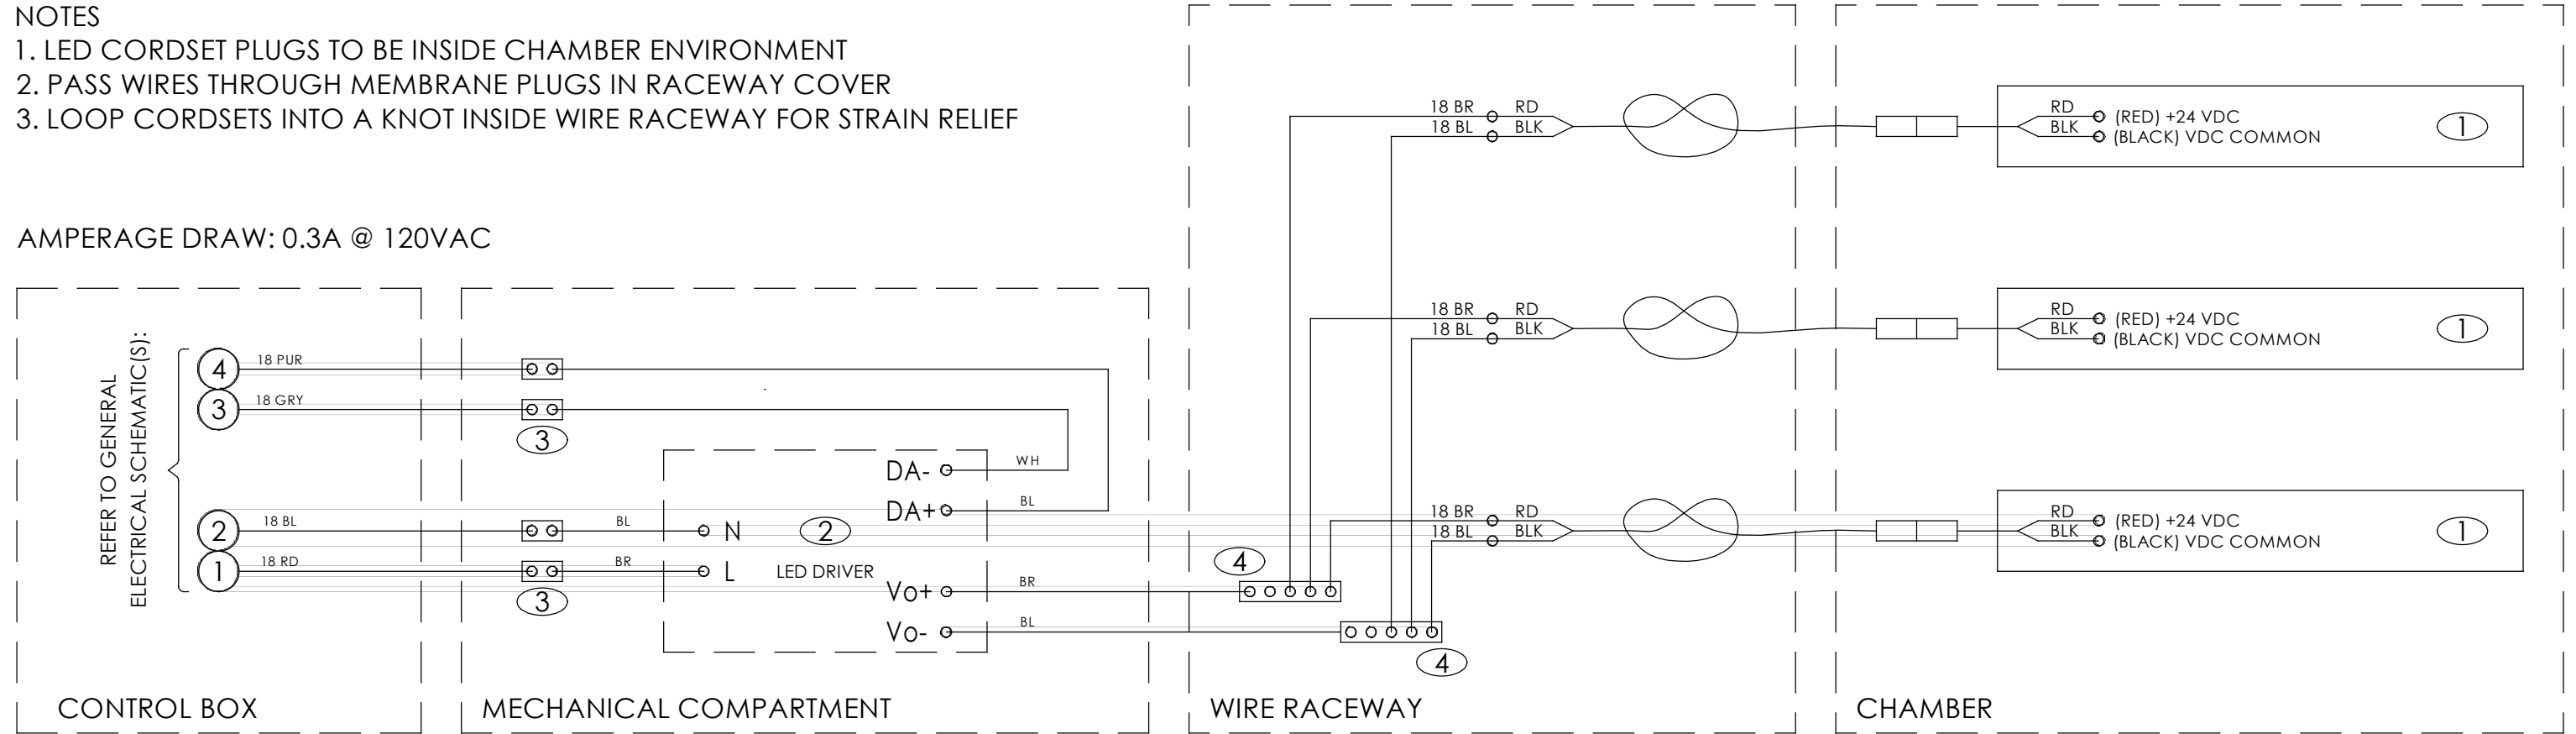 NOTES
1. LED CORDSET PLUGS TO BE INSIDE CHAMBER ENVIRONMENT
2. PASS WIRES THROUGH MEMBRANE PLUGS IN RACEWAY COVER
3. LOOP CORDSETS INTO A KNOT INSIDE WIRE RACEWAY FOR STRAIN RELIEF
AMPERAGE DRAW: 0.3A @ 120VAC
REFER TO GENERAL
ELECTRICAL SCHEMATIC(S):
4
18 PUR
3
18 GRY
2
18 BL
1
18 RD
CONTROL BOX
3
3
BL
BR
N
L
2
LED DRIVER
DA-
DA+
Vo+
Vo-
WH
BL
BR
BL
MECHANICAL COMPARTMENT
18 BR
RD
18 BL
BLK
18 BR
RD
18 BL
BLK
18 BR
RD
18 BL
BLK
4
4
WIRE RACEWAY
RD
(RED) +24 VDC
BLK
(BLACK) VDC COMMON
1
RD
(RED) +24 VDC
BLK
(BLACK) VDC COMMON
1
RD
(RED) +24 VDC
BLK
(BLACK) VDC COMMON
1
CHAMBER